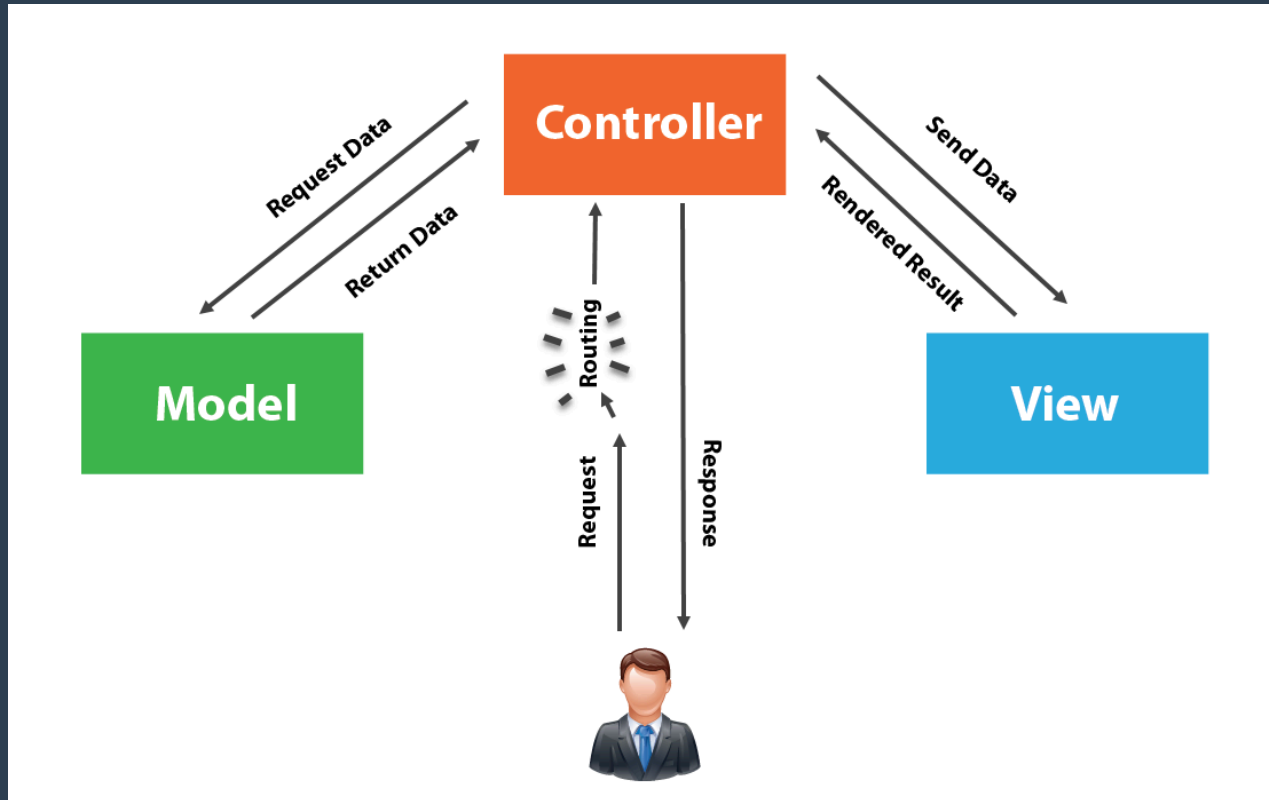 Controller
Request Data
Return Data
Send Data
Rendered Result
Routing
Model
View
Request
Response